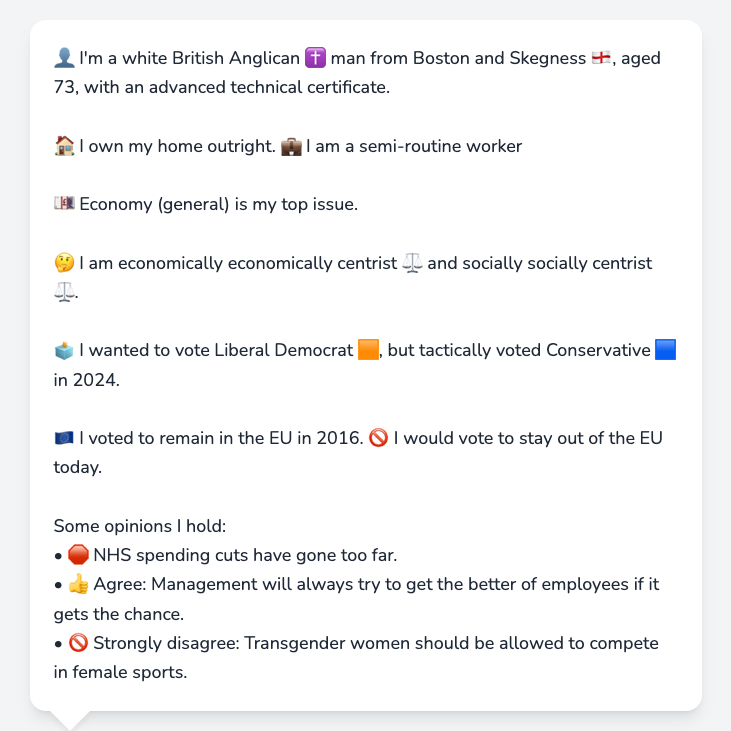 👤 I'm a white British Anglican ✝️ man from Boston and Skegness 🏴󠁧󠁢󠁥󠁮󠁧󠁿, aged
73, with an advanced technical certificate.
🏠 I own my home outright. 💼 I am a semi-routine worker
💷 Economy (general) is my top issue.
🤔 I am economically economically centrist ⚖️ and socially socially centrist
⚖️.
🗳️ I wanted to vote Liberal Democrat 🟧, but tactically voted Conservative 🟦
in 2024.
🇪🇺 I voted to remain in the EU in 2016. 🚫 I would vote to stay out of the EU
today.
Some opinions I hold:
• 🛑 NHS spending cuts have gone too far.
• 👍 Agree: Management will always try to get the better of employees if it
gets the chance.
• 🚫 Strongly disagree: Transgender women should be allowed to compete
in female sports.